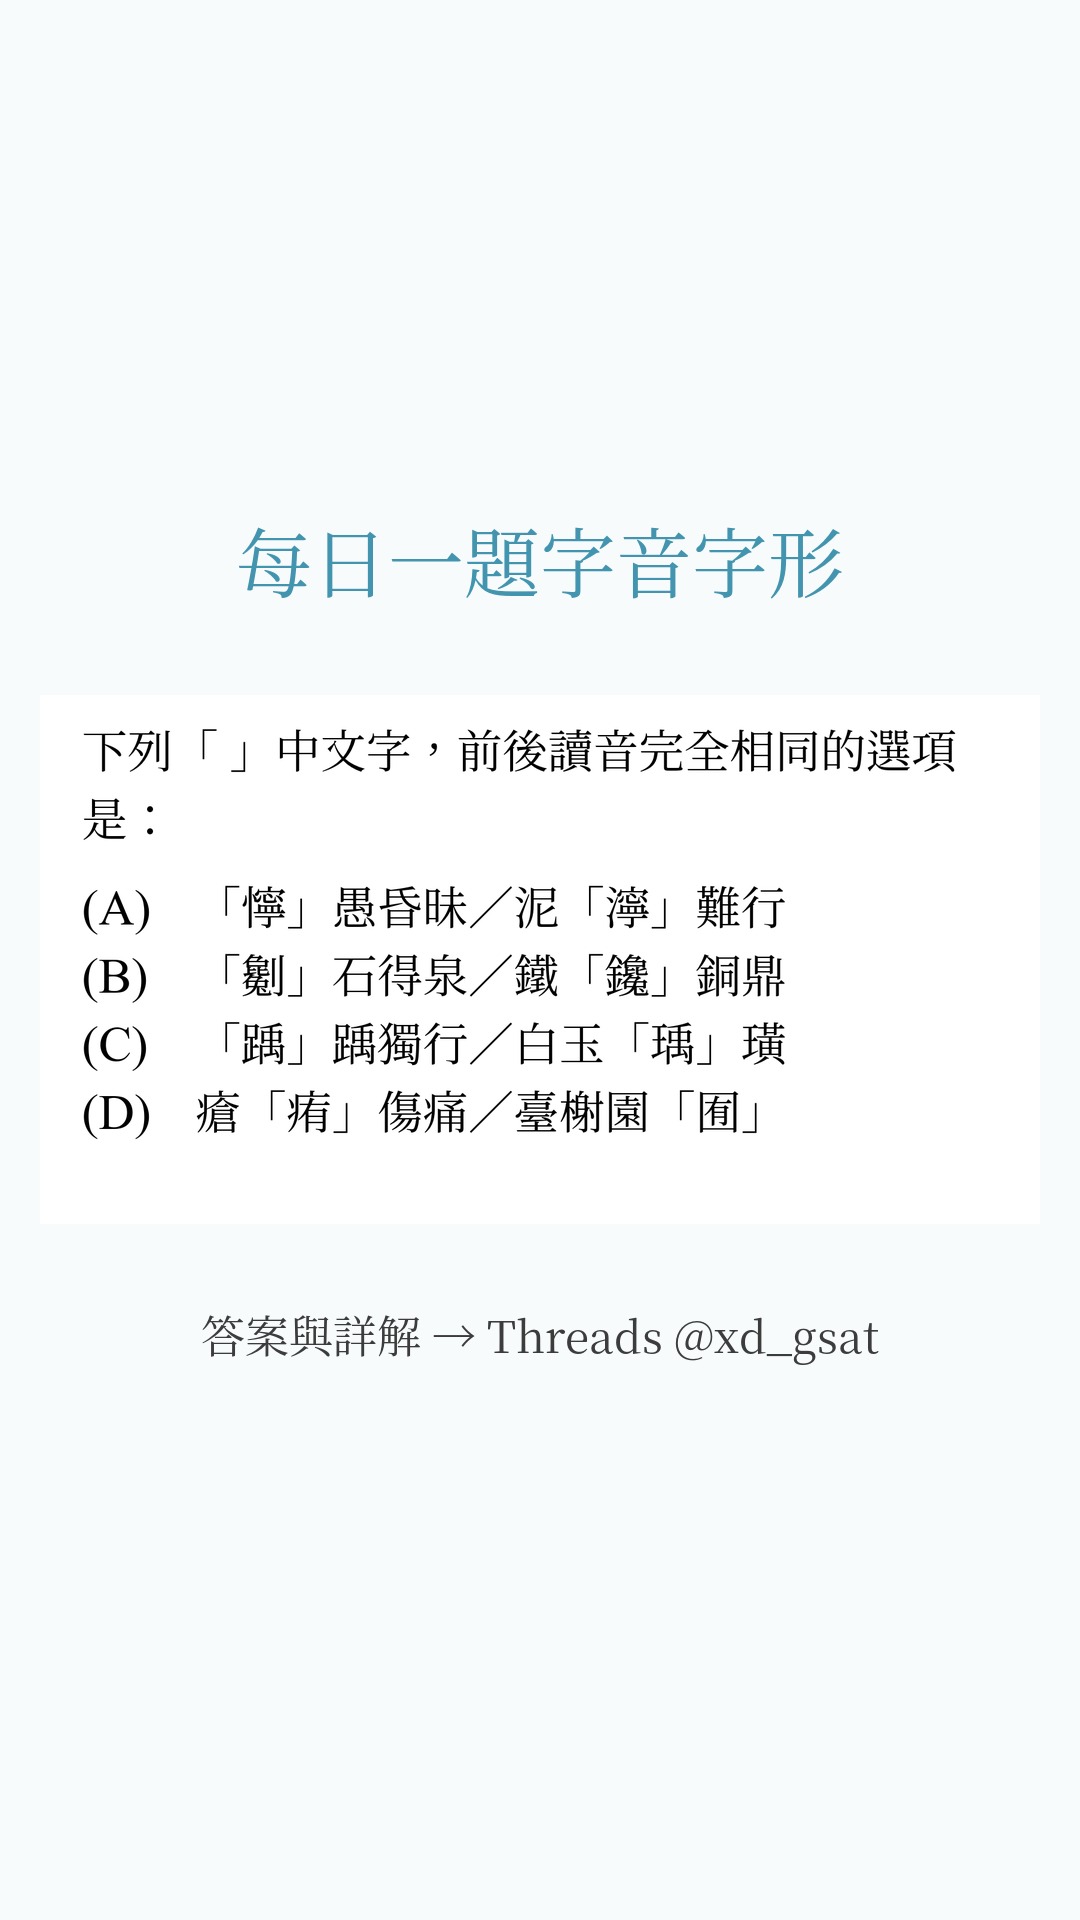 每日一題字音字形
下列「 」中文字，前後讀音完全相同的選項
是：
(A) 「懧」愚昏昧／泥「濘」難行
(B) 「劖」石得泉／鐵「鑱」銅鼎
(C) 「踽」踽獨行／白玉「瑀」璜
(D) 瘡「痏」傷痛／臺榭園「囿」
答案與詳解 → Threads @xd_gsat